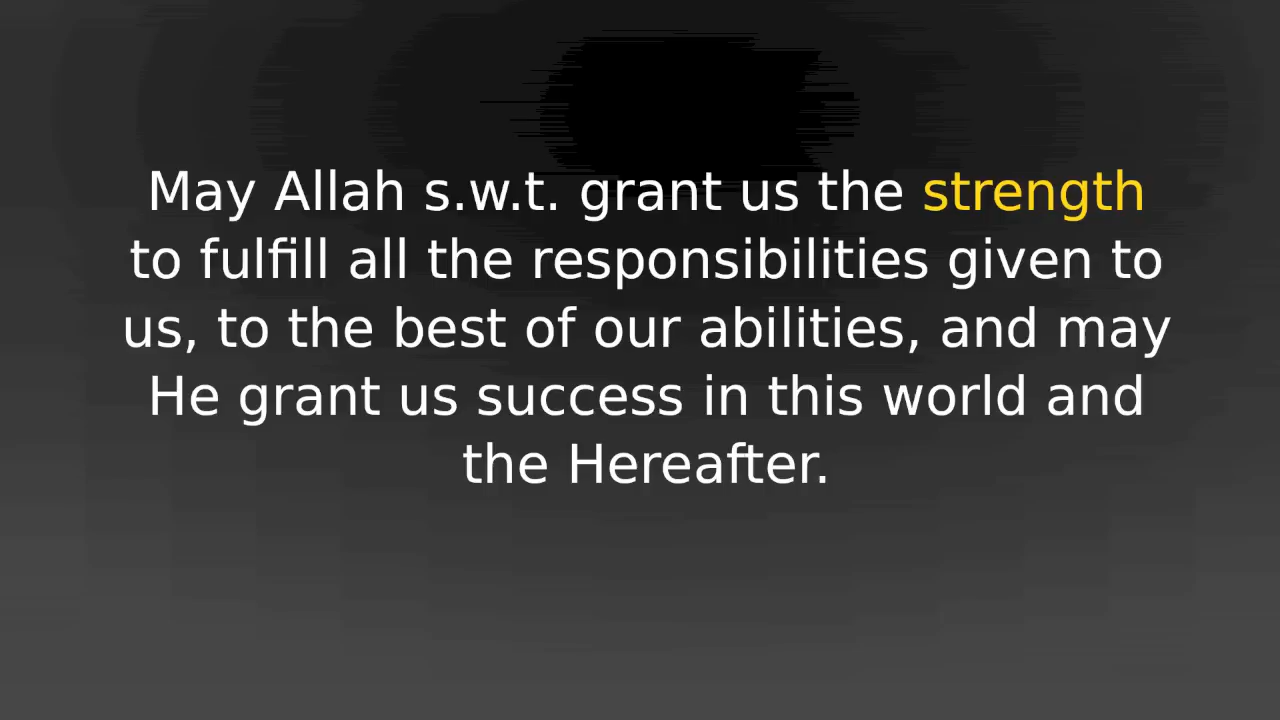 May Allah s.w.t. grant us the strength
to fulfill all the responsibilities given to
us, to the best of our abilities, and may
He grant us success in this world and
the Hereafter.